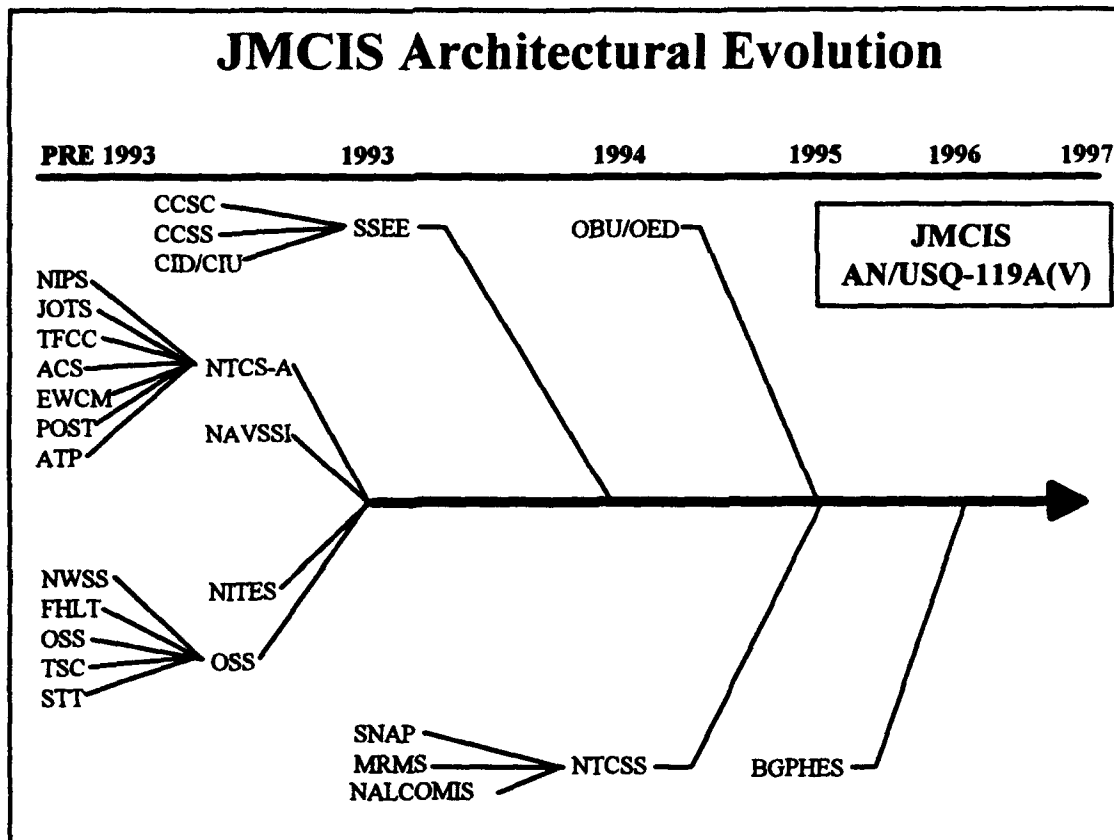 JMCIS Architectural Evolution
PRE 1993 1993 1994 1995 1996 1997
CCSC
CCSS
CID/CIU
SSEE
OBU/OED
JMCIS
AN/USQ-119A(V)
NIPS
JOTS
TFCC
ACS
EWCM
POST
ATP
NTCS-A
NAVSSI
NWSS
FHLT
OSS
TSC
STT
NITES
OSS
SNAP
MRMS
NALCOMIS
NTCSS
BGPHES